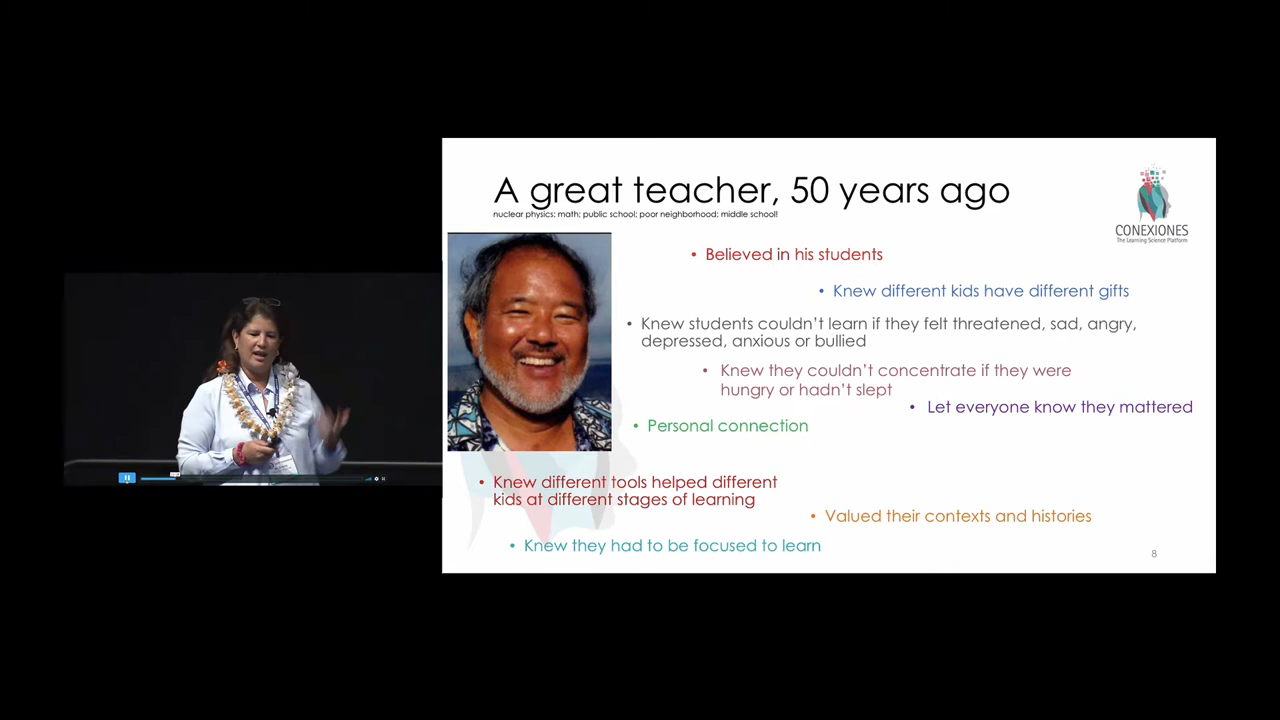 A great teacher, 50 years ago
nuclear physics; math; public school; poor neighborhood; middle school!
CONEXIONES
The Learning Science Platform
• Believed in his students
• Knew different kids have different gifts
• Knew students couldn't learn if they felt threatened, sad, angry,
depressed, anxious or bullied
• Knew they couldn't concentrate if they were
hungry or hadn't slept
• Let everyone know they mattered
• Personal connection
• Knew different tools helped different
kids at different stages of learning
• Valued their contexts and histories
• Knew they had to be focused to learn
8